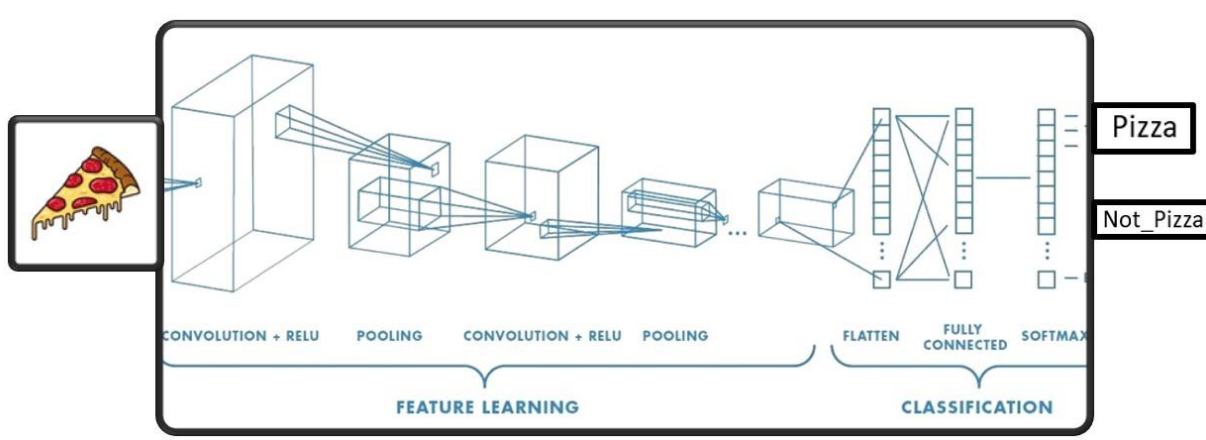 Pizza
Not_Pizza
...
CONVOLUTION + RELU
POOLING
CONVOLUTION + RELU
POOLING
FLATTEN
FULLY
CONNECTED
SOFTMAX
FEATURE LEARNING
CLASSIFICATION